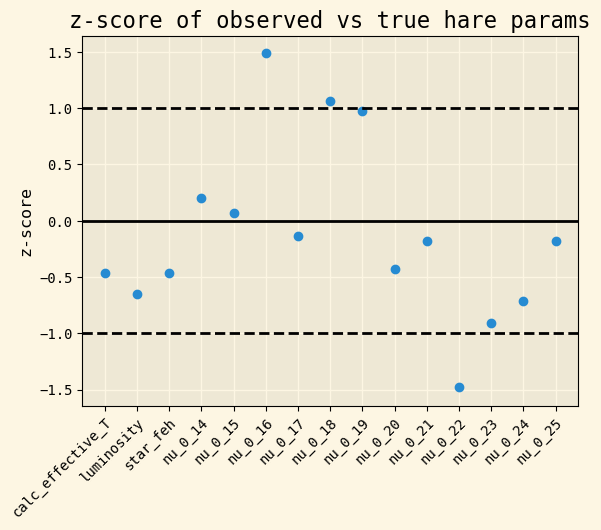 z-score of observed vs true hare params
z-score
1.5
1.0
0.5
0.0
−0.5
−1.0
−1.5
calc_effective_T
luminosity
star_feh
nu_0_14
nu_0_15
nu_0_16
nu_0_17
nu_0_18
nu_0_19
nu_0_20
nu_0_21
nu_0_22
nu_0_23
nu_0_24
nu_0_25